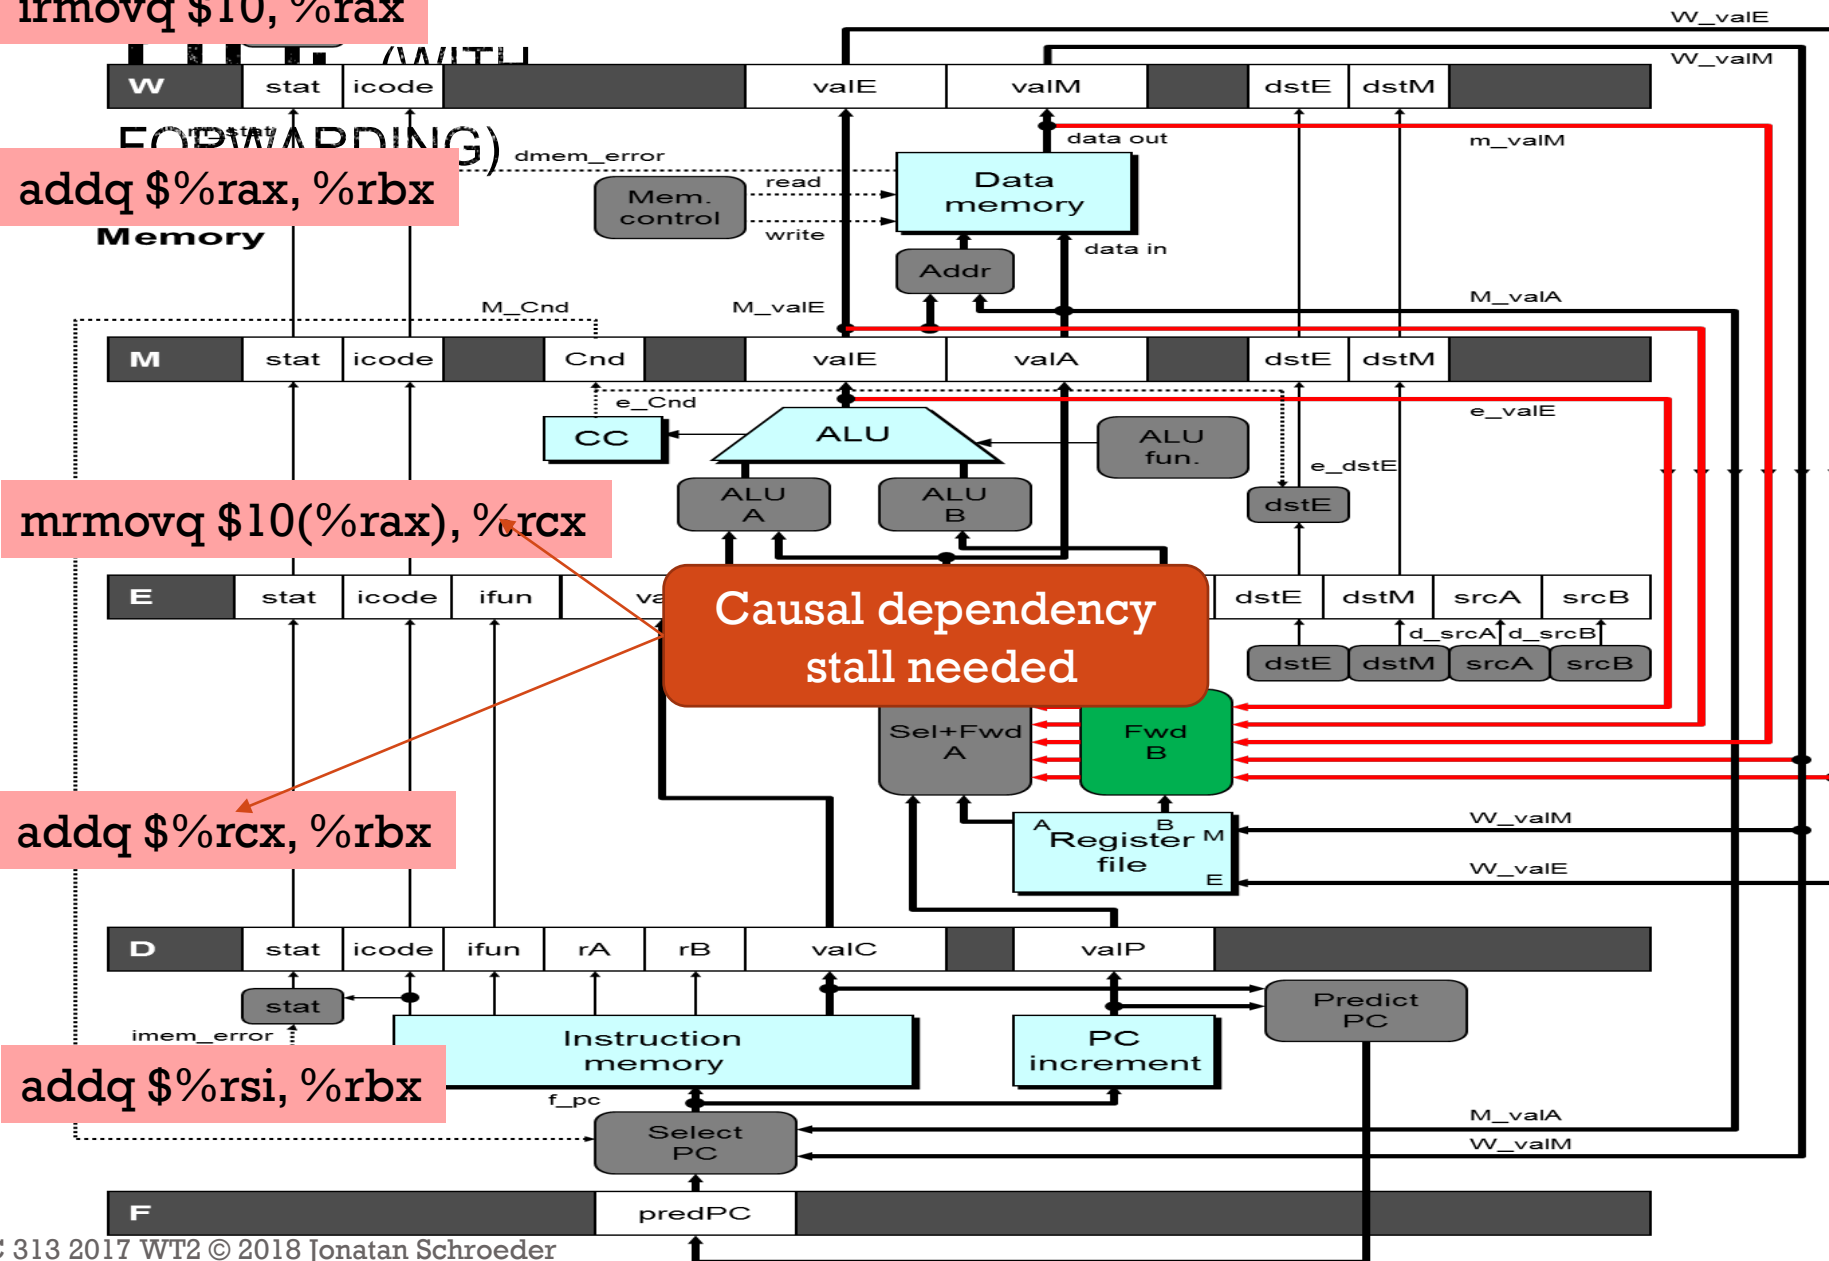 irmovq $10, %rax
W_valE
(WITH
W_valM
W stat icode valE valM dstE dstM
FORWARDING)
dmem_error
data out
m_valM
addq $%rax, %rbx
Mem.
control
read
write
Data
memory
Memory
data in
Addr
M_Cnd
M_valE
M_valA
M stat icode Cnd valE valA dstE dstM
e_Cnd
e_valE
CC
ALU
ALU
fun.
e_dstE
ALU
A
ALU
B
dstE
mrmovq $10(%rax), %rcx
E stat icode ifun dstE dstM srcA srcB
Causal dependency
stall needed
d_srcA d_srcB
dstE dstM srcA srcB
Sel+Fwd
A
Fwd
B
addq $%rcx, %rbx
A B M
Register
file
E
W_valM
W_valE
D stat icode ifun rA rB valC valP
stat
Predict
PC
imem_error
Instruction
memory
PC
increment
addq $%rsi, %rbx
f_pc
Select
PC
M_valA
W_valM
F predPC
C 313 2017 WT2 © 2018 Jonatan Schroeder